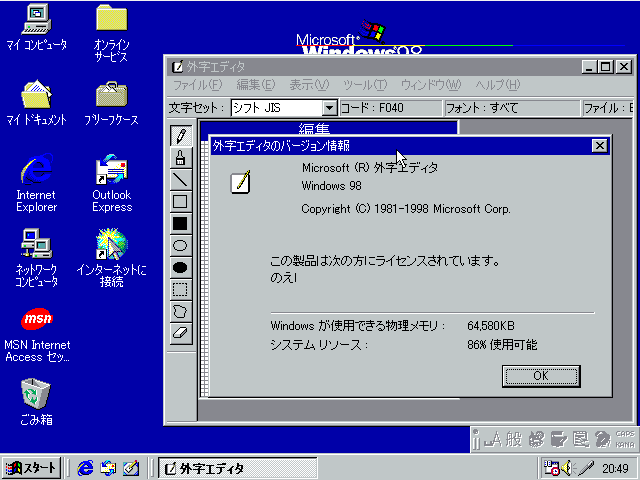 マイ コンピュータ
オンライン
サービス
マイ ドキュメント
ブリーフケース
Internet
Explorer
Outlook
Express
ネットワーク
コンピュータ
インターネットに
接続
msn
MSN Internet
Access セッ...
ごみ箱
Microsoft
Windows 98
外字エディタ
ファイル(F) 編集(E) 表示(V) ツール(T) ウィンドウ(W) ヘルプ(H)
文字セット : シフト JIS コード : F040 フォント : すべて ファイル : E
編集
外字エディタのバージョン情報
Microsoft (R) 外字エディタ
Windows 98
Copyright (C) 1981-1998 Microsoft Corp.
この製品は次の方にライセンスされています。
のえl
Windows が使用できる物理メモリ : 64,580KB
システム リソース : 86% 使用可能
OK
A 般
CAPS
KANA
スタート
外字エディタ
20:49